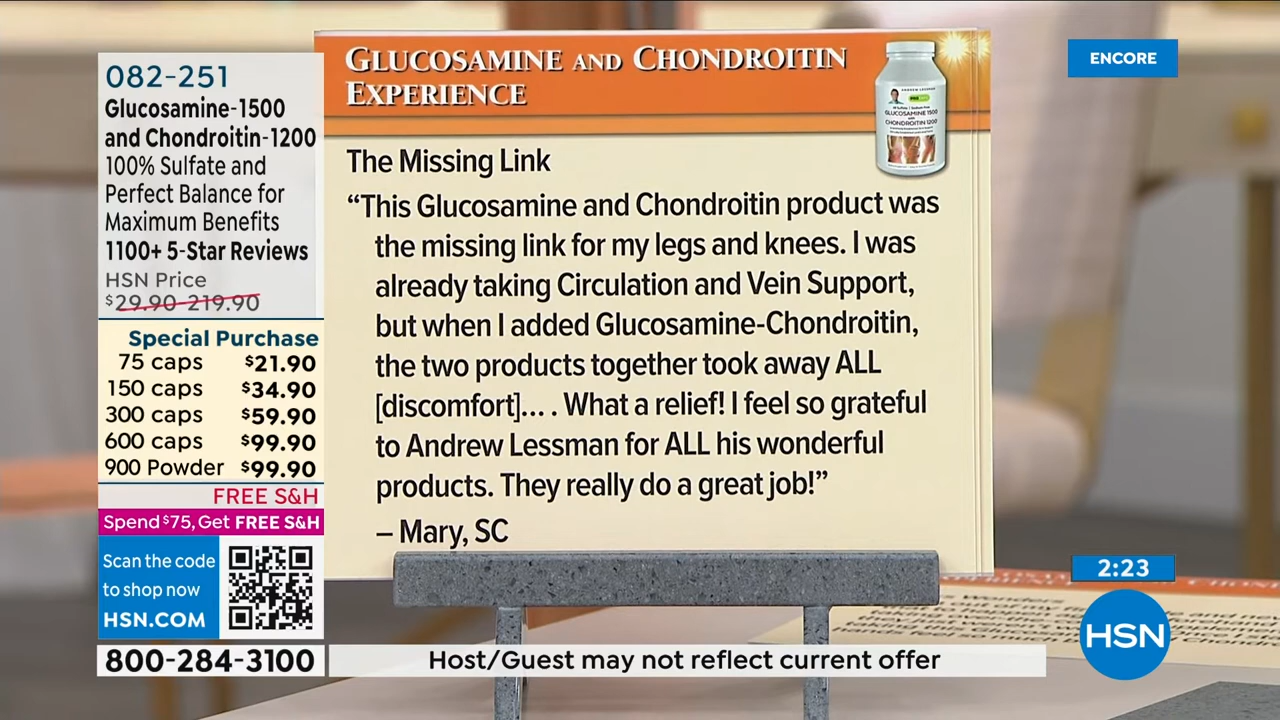 082-251
Glucosamine-1500
and Chondroitin-1200
100% Sulfate and
Perfect Balance for
Maximum Benefits
1100+ 5-Star Reviews
HSN Price
$29.90-219.90
Special Purchase
75 caps $21.90
150 caps $34.90
300 caps $59.90
600 caps $99.90
900 Powder $99.90
FREE S&H
Spend $75, Get FREE S&H
Scan the code
to shop now
HSN.COM
800-284-3100
GLUCOSAMINE AND CHONDROITIN
EXPERIENCE
ANDREW LESSMAN
GLUCOSAMINE 1500
CHONDROITIN 1200
The Missing Link
“This Glucosamine and Chondroitin product was
the missing link for my legs and knees. I was
already taking Circulation and Vein Support,
but when I added Glucosamine-Chondroitin,
the two products together took away ALL
[discomfort]... . What a relief! I feel so grateful
to Andrew Lessman for ALL his wonderful
products. They really do a great job!”
– Mary, SC
ENCORE
2:23
HSN
Host/Guest may not reflect current offer